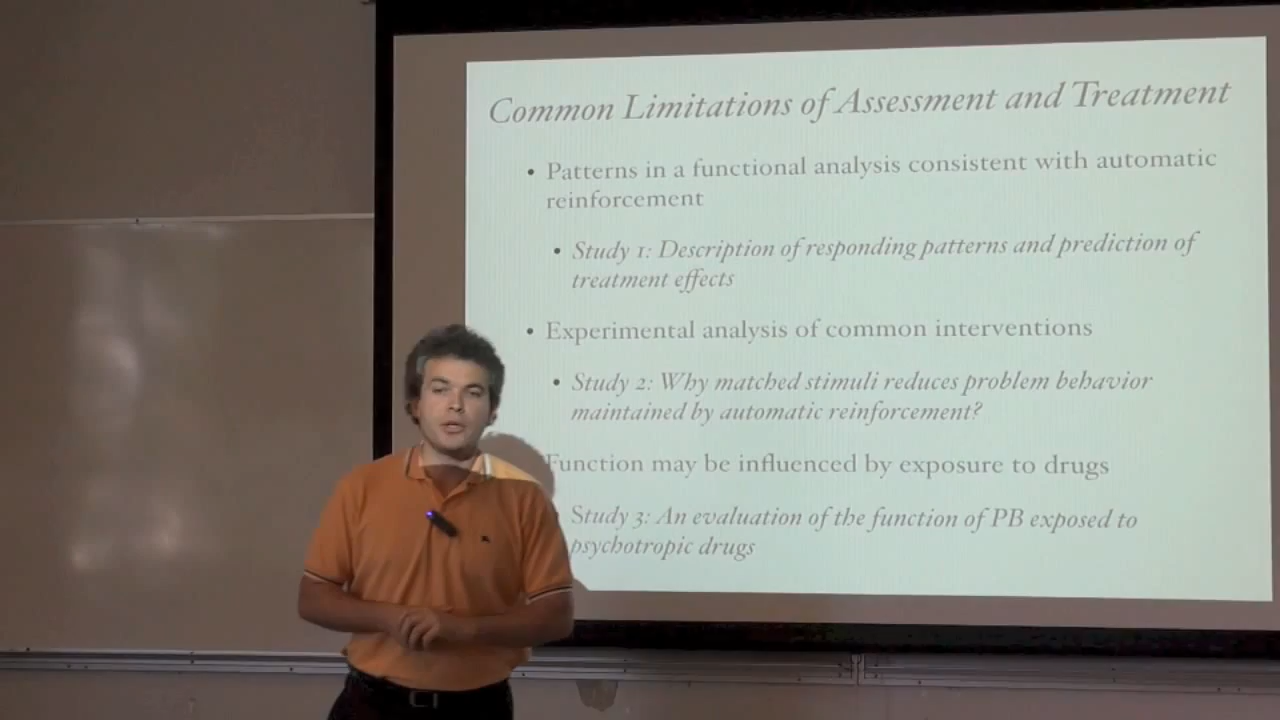 Common Limitations of Assessment and Treatment
• Patterns in a functional analysis consistent with automatic
reinforcement
• Study 1: Description of responding patterns and prediction of
treatment effects
• Experimental analysis of common interventions
• Study 2: Why matched stimuli reduces problem behavior
maintained by automatic reinforcement?
Function may be influenced by exposure to drugs
Study 3: An evaluation of the function of PB exposed to
psychotropic drugs